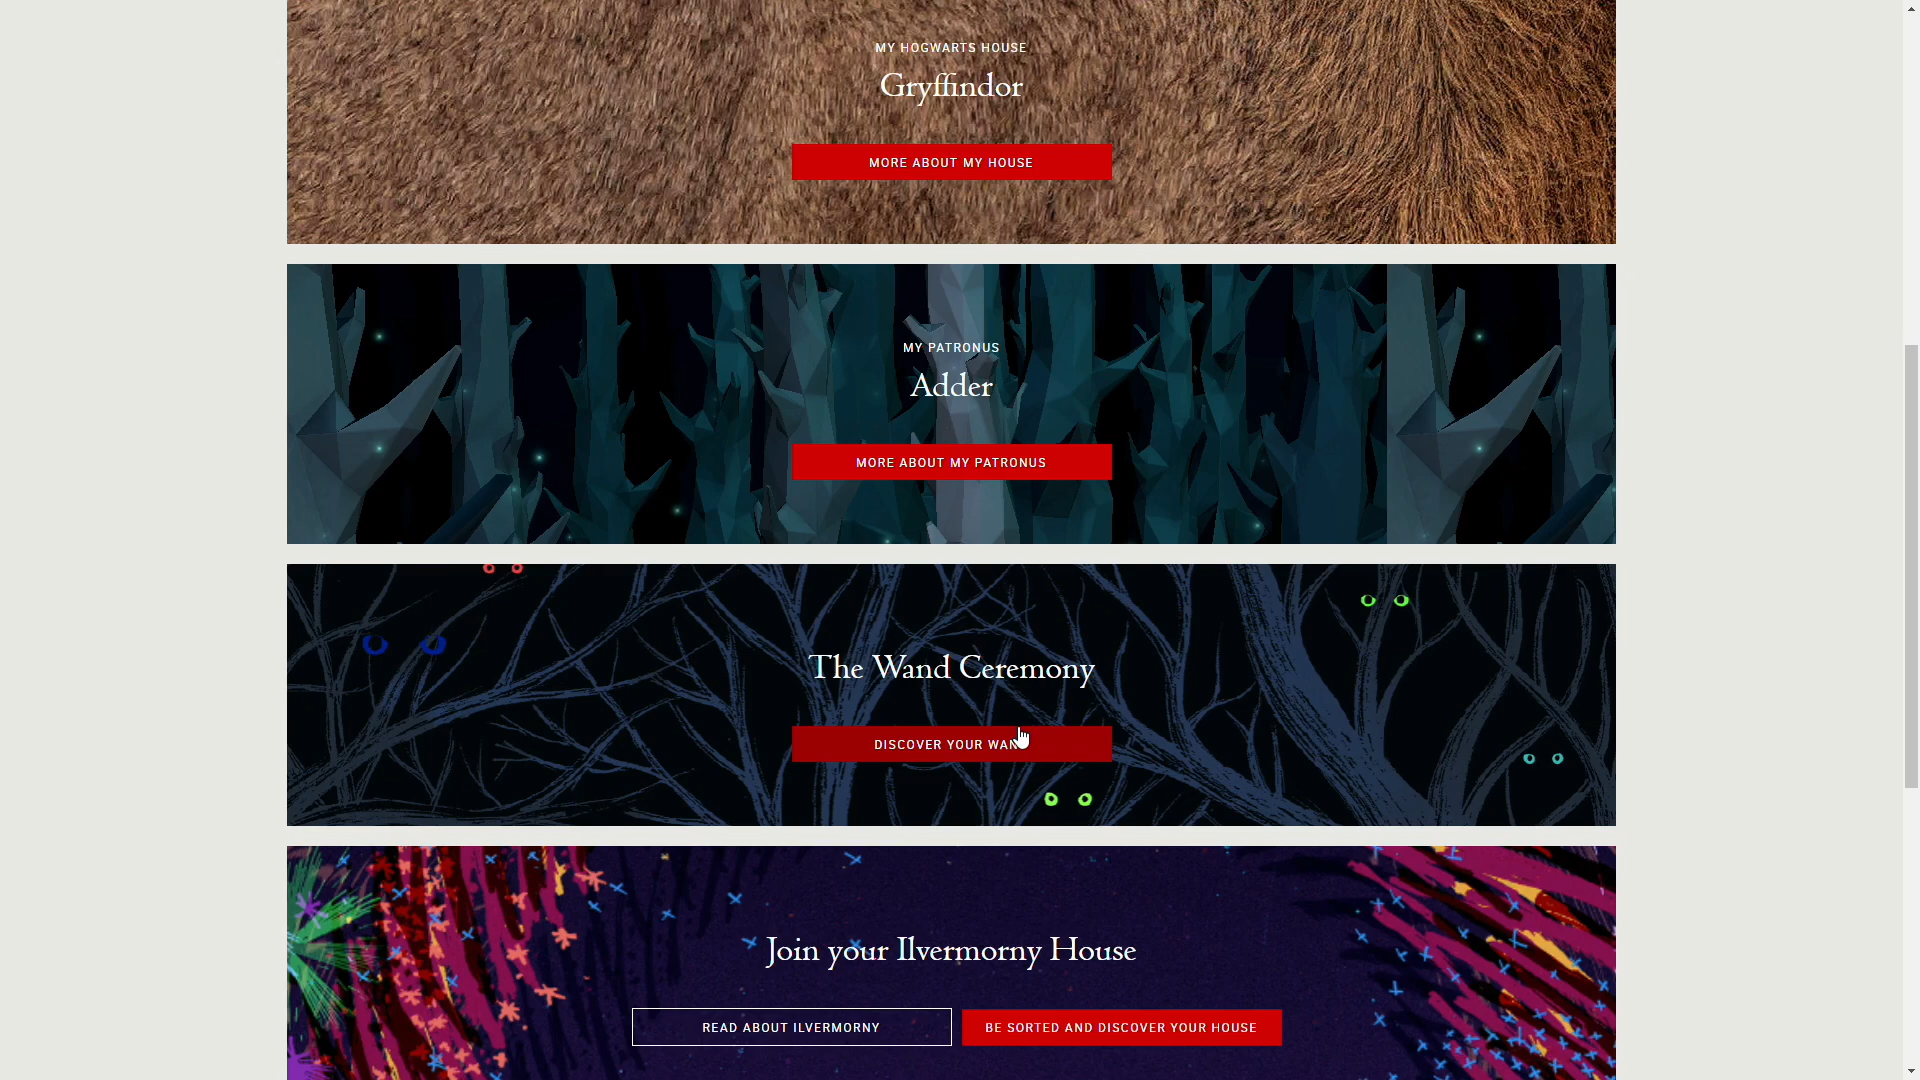 MY HOGWARTS HOUSE
Gryffindor
MORE ABOUT MY HOUSE
MY PATRONUS
Adder
MORE ABOUT MY PATRONUS
The Wand Ceremony
DISCOVER YOUR WAND
Join your Ilvermorny House
READ ABOUT ILVERMORNY
BE SORTED AND DISCOVER YOUR HOUSE